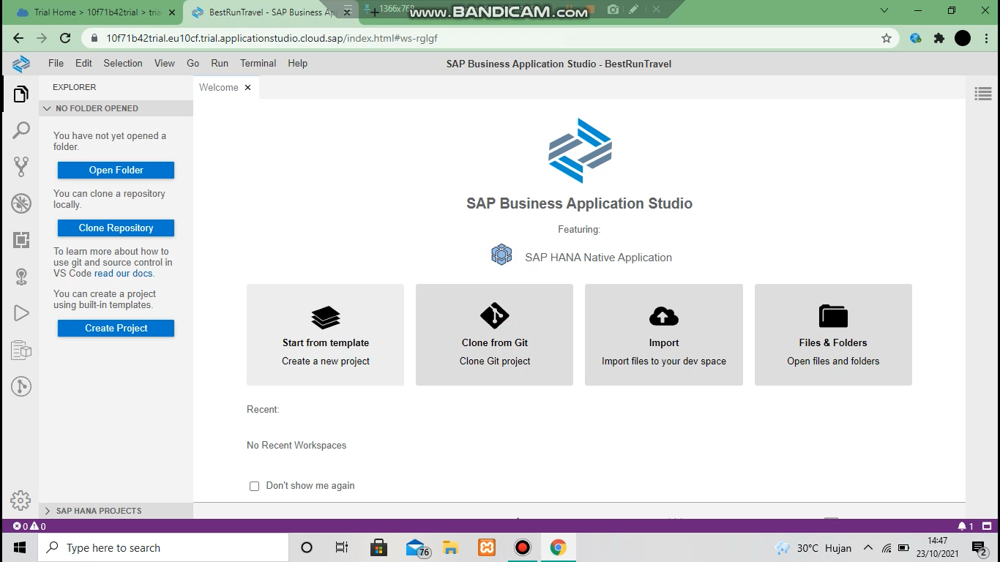 Trial Home > 10f71b42trial > tria
BestRunTravel - SAP Business Ap
1366x768
www.BANDICAM.com
10f71b42trial.eu10cf.trial.applicationstudio.cloud.sap/index.html#ws-rglgf
File Edit Selection View Go Run Terminal Help
SAP Business Application Studio - BestRunTravel
EXPLORER
NO FOLDER OPENED
You have not yet opened a
folder.
Open Folder
You can clone a repository
locally.
Clone Repository
To learn more about how to
use git and source control in
VS Code read our docs.
You can create a project
using built-in templates.
Create Project
SAP HANA PROJECTS
Welcome
SAP Business Application Studio
Featuring:
SAP HANA Native Application
Start from template
Create a new project
Clone from Git
Clone Git project
Import
Import files to your dev space
Files & Folders
Open files and folders
Recent:
No Recent Workspaces
Don't show me again
0 0
1
Type here to search
76
30°C Hujan
14:47
23/10/2021
2